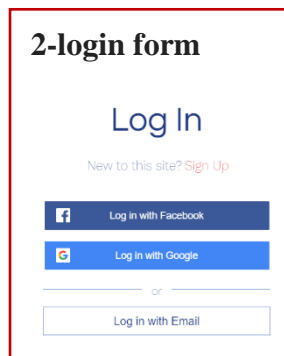 2-login form
Log In
New to this site? Sign Up
Log in with Facebook
Log in with Google
or
Log in with Email